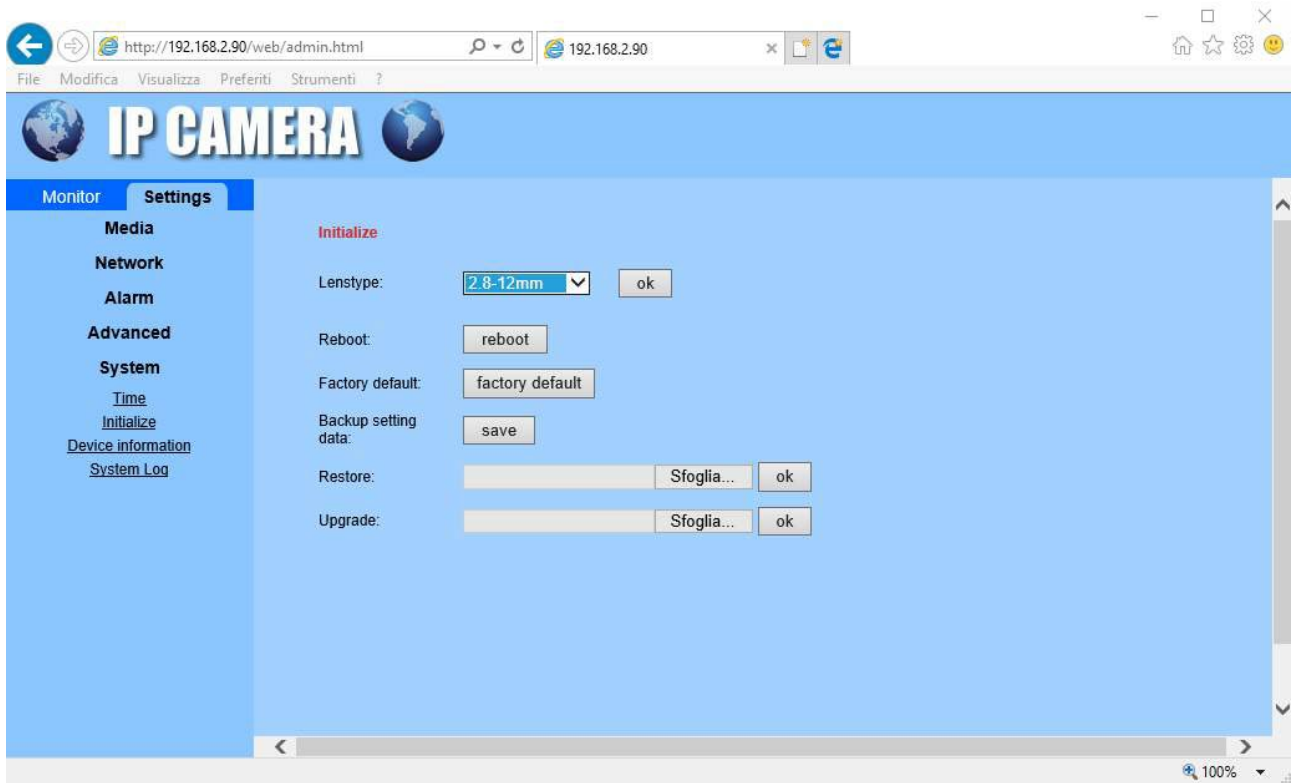 http://192.168.2.90/web/admin.html
192.168.2.90
File Modifica Visualizza Preferiti Strumenti ?
IP CAMERA
Monitor Settings
Media
Network
Alarm
Advanced
System
Time
Initialize
Device information
System Log
Initialize
Lenstype: 2.8-12mm ok
Reboot: reboot
Factory default: factory default
Backup setting
data: save
Restore: Sfoglia... ok
Upgrade: Sfoglia... ok
100%